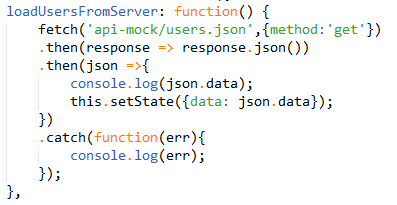 loadUsersFromServer: function() {
    fetch('api-mock/users.json',{method:'get'})
    .then(response => response.json())
    .then(json =>{
        console.log(json.data);
        this.setState({data: json.data});
    })
    .catch(function(err){
        console.log(err);
    });
},